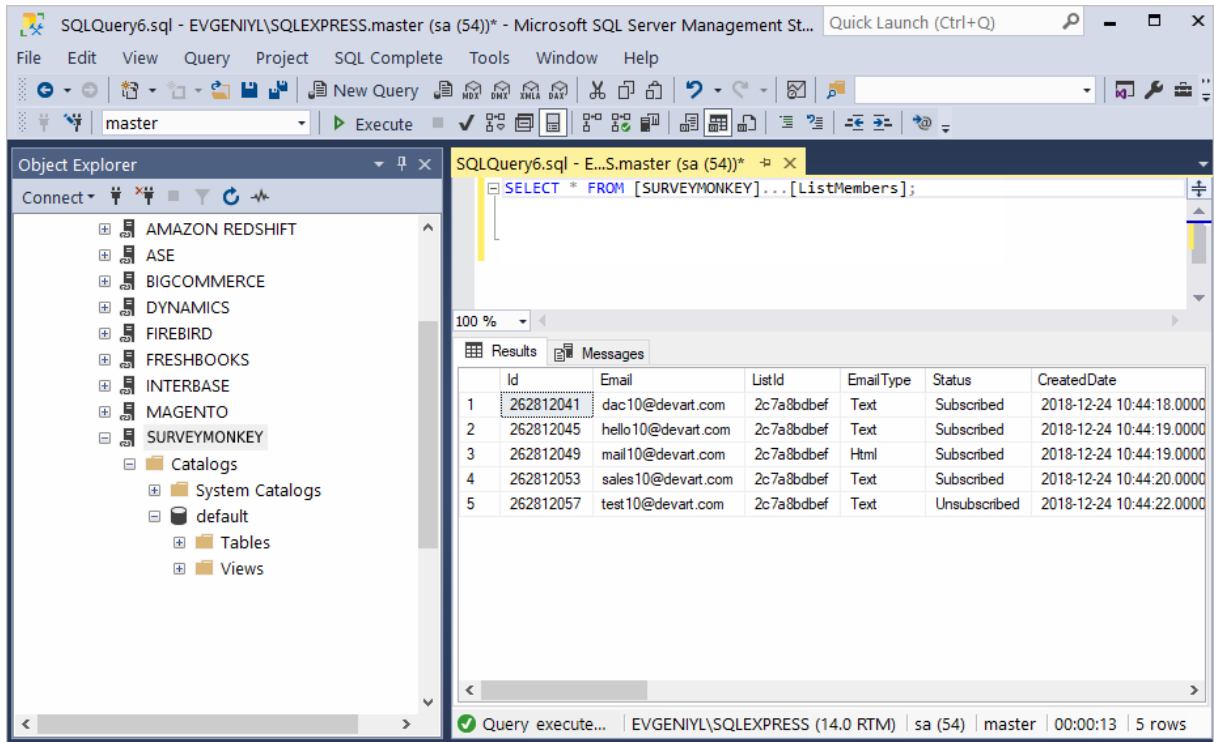 SQLQuery6.sql - EVGENIYL\SQLEXPRESS.master (sa (54))* - Microsoft SQL Server Management St... Quick Launch (Ctrl+Q)
File Edit View Query Project SQL Complete Tools Window Help
New Query MDX DMX XMLA DAX
master Execute
Object Explorer
Connect
AMAZON REDSHIFT
ASE
BIGCOMMERCE
DYNAMICS
FIREBIRD
FRESHBOOKS
INTERBASE
MAGENTO
SURVEYMONKEY
Catalogs
System Catalogs
default
Tables
Views
SQLQuery6.sql - E...S.master (sa (54))*
SELECT * FROM [SURVEYMONKEY]...[ListMembers];
100 %
Results Messages
Id Email ListId EmailType Status CreatedDate
1 262812041 dac10@devart.com 2c7a8bdbef Text Subscribed 2018-12-24 10:44:18.0000
2 262812045 hello10@devart.com 2c7a8bdbef Text Subscribed 2018-12-24 10:44:19.0000
3 262812049 mail10@devart.com 2c7a8bdbef Html Subscribed 2018-12-24 10:44:19.0000
4 262812053 sales10@devart.com 2c7a8bdbef Text Subscribed 2018-12-24 10:44:20.0000
5 262812057 test10@devart.com 2c7a8bdbef Text Unsubscribed 2018-12-24 10:44:22.0000
Query execute... EVGENIYL\SQLEXPRESS (14.0 RTM) sa (54) master 00:00:13 5 rows